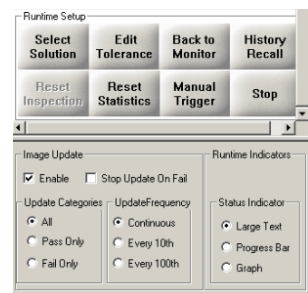 Runtime Setup
Select Solution
Edit Tolerance
Back to Monitor
History Recall
Reset Inspection
Reset Statistics
Manual Trigger
Stop
Image Update
Enable
Stop Update On Fail
Update Categories
All
Pass Only
Fail Only
UpdateFrequency
Continuous
Every 10th
Every 100th
Runtime Indicators
Status Indicator
Large Text
Progress Bar
Graph